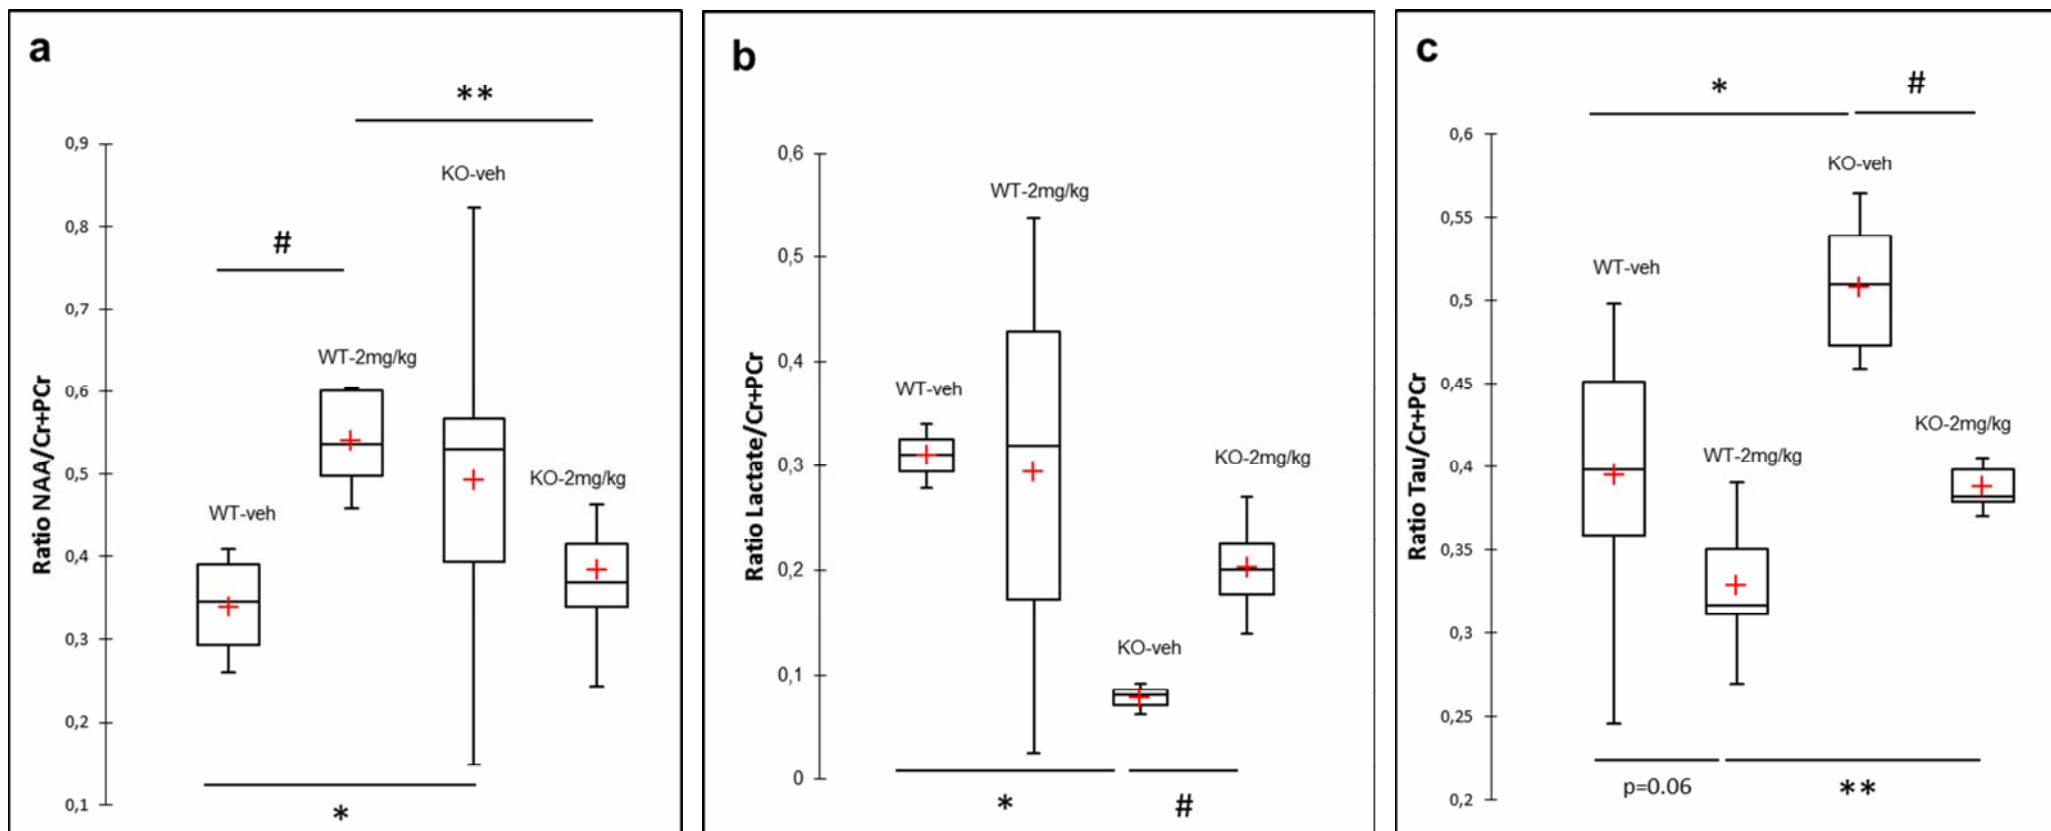 a
**
0,9
KO-veh
0,8
#
0,7
WT-2mg/kg
0,6
0,5
KO-2mg/kg
WT-veh
0,4
0,3
0,2
0,1
*
Ratio NAA/Cr+PCr
b
0,6
WT-2mg/kg
0,5
0,4
WT-veh
0,3
KO-2mg/kg
0,2
KO-veh
0,1
0
*
#
Ratio Lactate/Cr+PCr
c
*
#
0,6
KO-veh
0,55
WT-veh
0,5
0,45
KO-2mg/kg
WT-2mg/kg
0,4
0,35
0,3
0,25
p=0.06
**
0,2
Ratio Tau/Cr+PCr